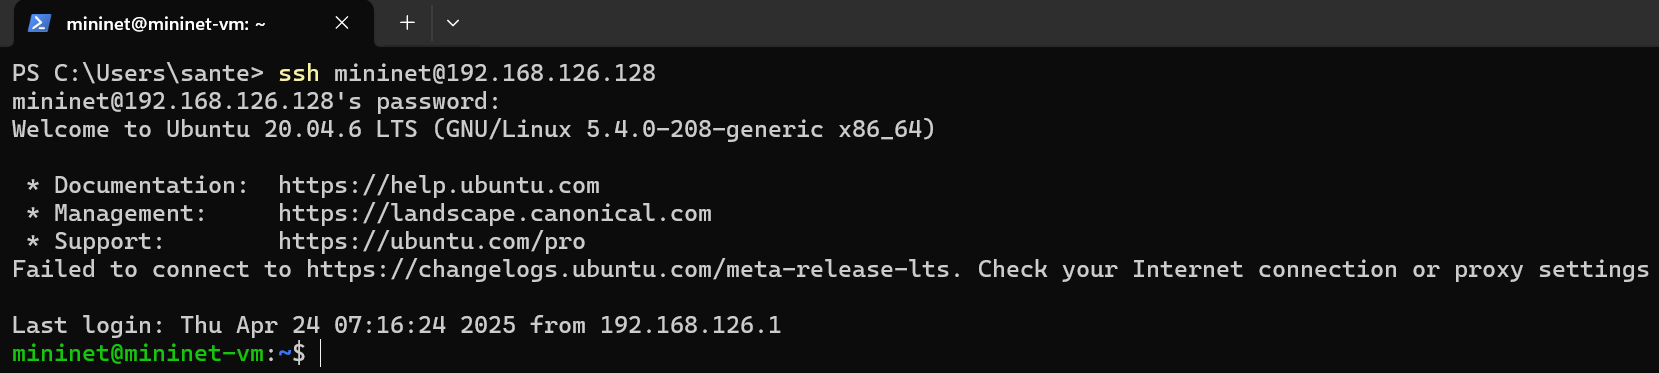 mininet@mininet-vm: ~
PS C:\Users\sante> ssh mininet@192.168.126.128
mininet@192.168.126.128's password:
Welcome to Ubuntu 20.04.6 LTS (GNU/Linux 5.4.0-208-generic x86_64)
* Documentation:  https://help.ubuntu.com
* Management:     https://landscape.canonical.com
* Support:        https://ubuntu.com/pro
Failed to connect to https://changelogs.ubuntu.com/meta-release-lts. Check your Internet connection or proxy settings
Last login: Thu Apr 24 07:16:24 2025 from 192.168.126.1
mininet@mininet-vm:~$